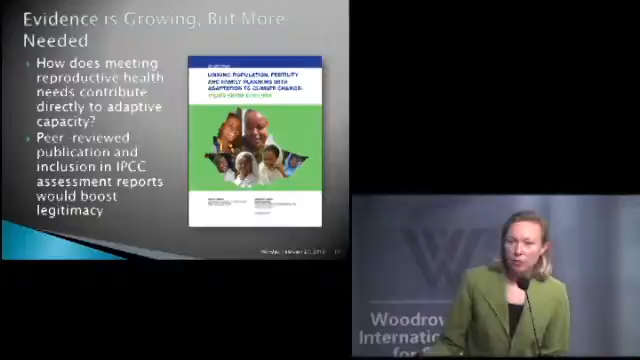 Evidence is Growing, But More
Needed
How does meeting
reproductive health
needs contribute
directly to adaptive
capacity?
Peer reviewed
publication and
inclusion in IPCC
assessment reports
would boost
legitimacy
LINKING POPULATION, FERTILITY
AND FAMILY PLANNING WITH
ADAPTATION TO CLIMATE CHANGE:
W
Woodrow
Internationa
for S